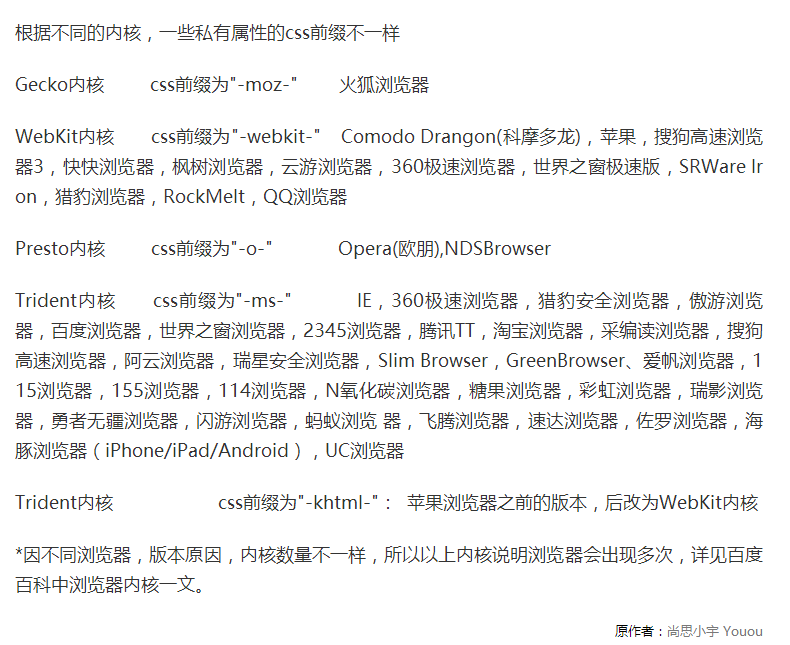 根据不同的内核，一些私有属性的css前缀不一样
Gecko内核 css前缀为"-moz-" 火狐浏览器
WebKit内核 css前缀为"-webkit-" Comodo Drangon(科摩多龙)，苹果，搜狗高速浏览
器3，快快浏览器，枫树浏览器，云游浏览器，360极速浏览器，世界之窗极速版，SRWare Ir
on，猎豹浏览器，RockMelt，QQ浏览器
Presto内核 css前缀为"-o-" Opera(欧朋),NDSBrowser
Trident内核 css前缀为"-ms-" IE，360极速浏览器，猎豹安全浏览器，傲游浏览
器，百度浏览器，世界之窗浏览器，2345浏览器，腾讯TT，淘宝浏览器，采编读浏览器，搜狗
高速浏览器，阿云浏览器，瑞星安全浏览器，Slim Browser，GreenBrowser、爱帆浏览器，1
15浏览器，155浏览器，114浏览器，N氧化碳浏览器，糖果浏览器，彩虹浏览器，瑞影浏览
器，勇者无疆浏览器，闪游浏览器，蚂蚁浏览 器，飞腾浏览器，速达浏览器，佐罗浏览器，海
豚浏览器（iPhone/iPad/Android），UC浏览器
Trident内核 css前缀为"-khtml-"： 苹果浏览器之前的版本，后改为WebKit内核
*因不同浏览器，版本原因，内核数量不一样，所以以上内核说明浏览器会出现多次，详见百度
百科中浏览器内核一文。
原作者：尚思小宇 Youou